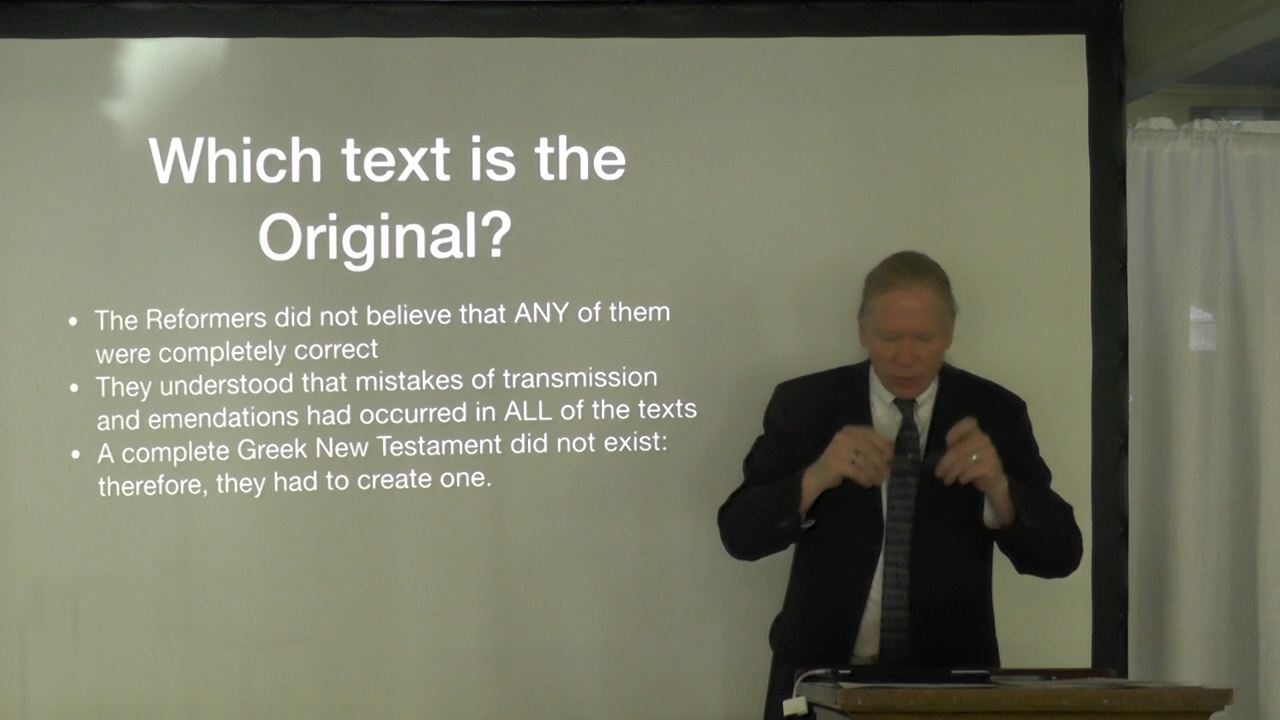 Which text is the
Original?
• The Reformers did not believe that ANY of them
were completely correct
• They understood that mistakes of transmission
and emendations had occurred in ALL of the texts
• A complete Greek New Testament did not exist:
therefore, they had to create one.